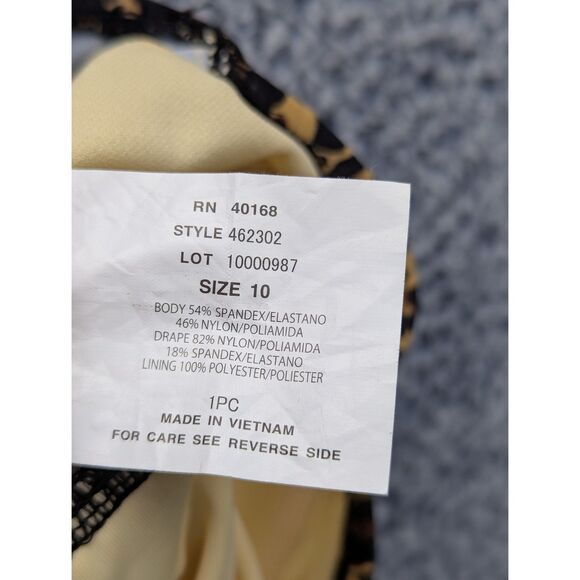 RN 40168
STYLE 462302
LOT 10000987
SIZE 10
BODY 54% SPANDEX/ELASTANO
46% NYLON/POLIAMIDA
DRAPE 82% NYLON/POLIAMIDA
18% SPANDEX/ELASTANO
LINING 100% POLYESTER/POLIESTER
1PC
MADE IN VIETNAM
FOR CARE SEE REVERSE SIDE